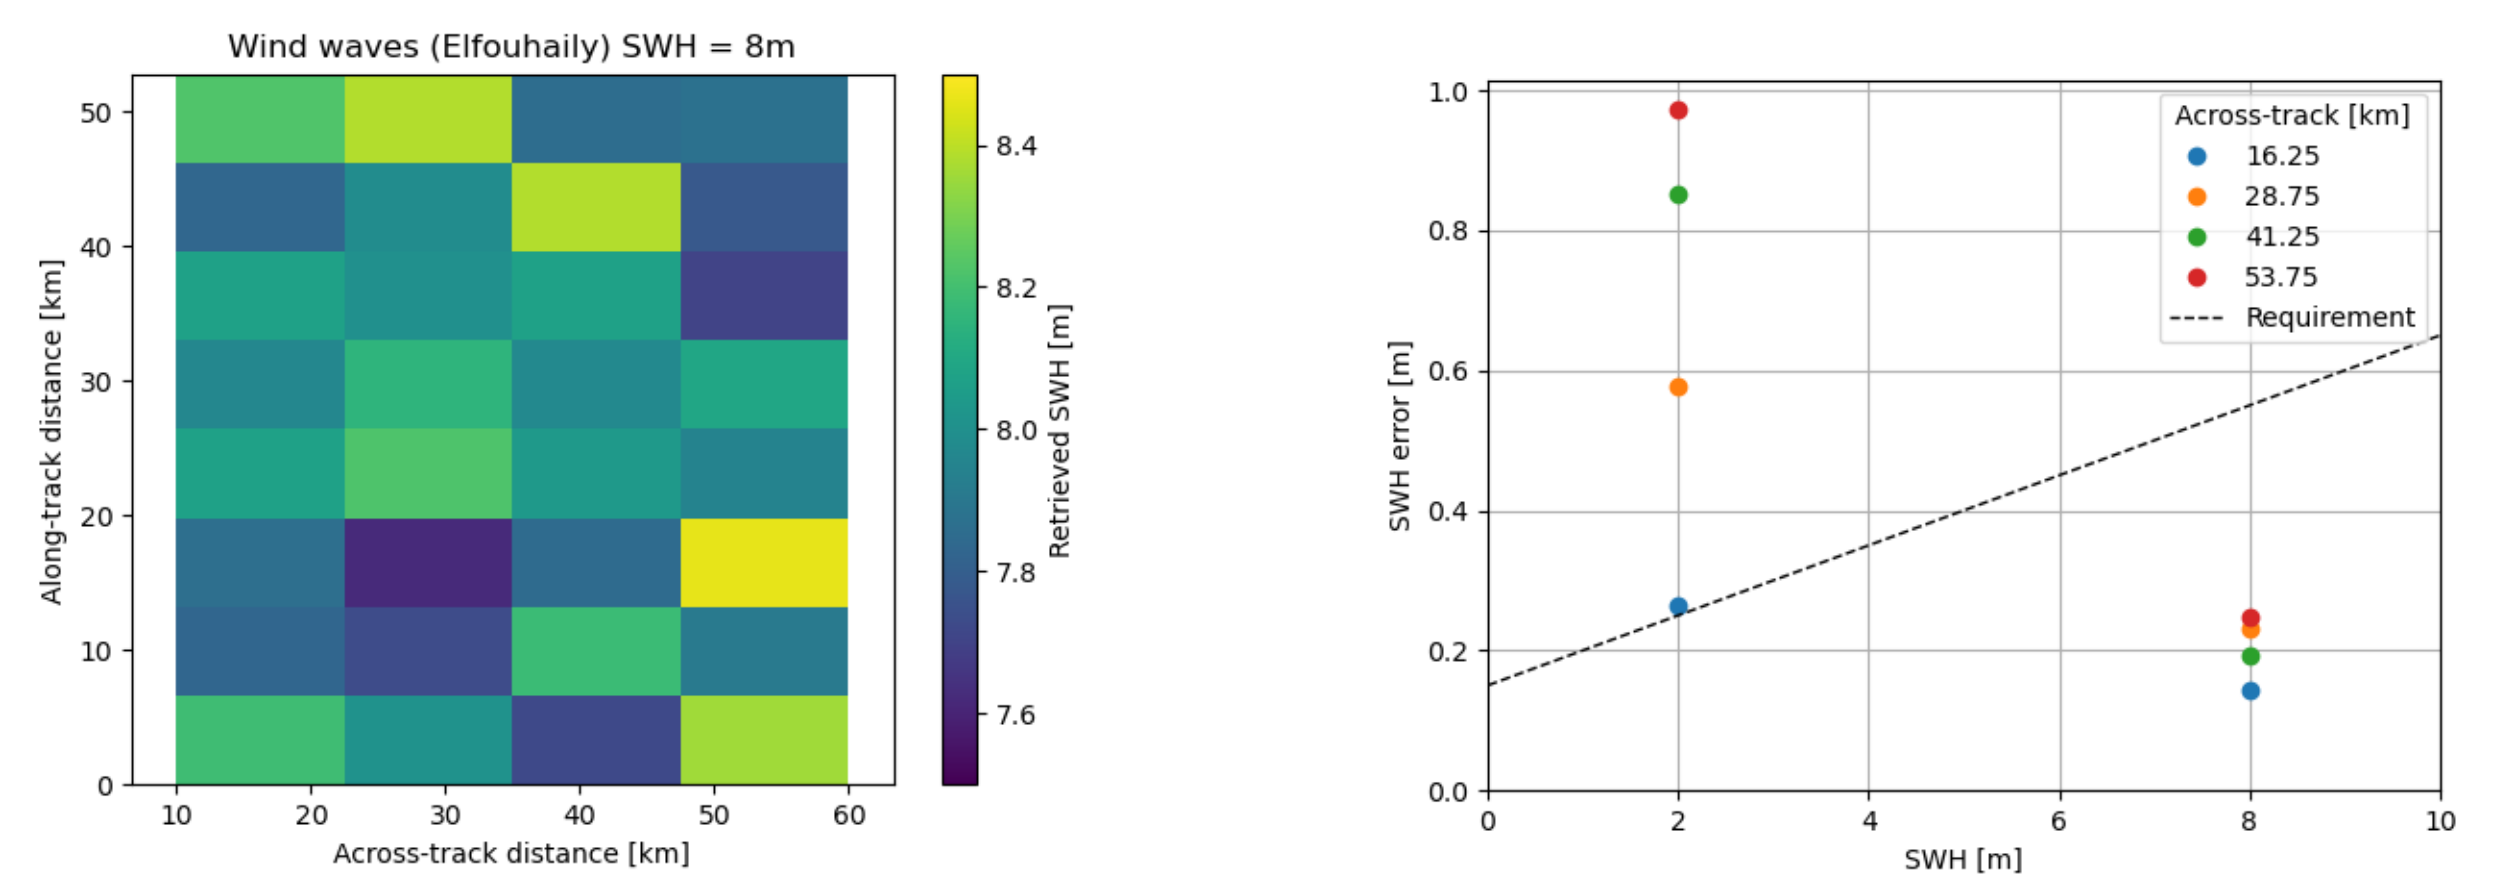 Wind waves (Elfouhaily) SWH = 8m
50
40
30
20
10
0
Along-track distance [km]
10 20 30 40 50 60
Across-track distance [km]
8.4
8.2
8.0
7.8
7.6
Retrieved SWH [m]
1.0
0.8
0.6
0.4
0.2
0.0
SWH error [m]
0 2 4 6 8 10
SWH [m]
Across-track [km]
16.25
28.75
41.25
53.75
Requirement